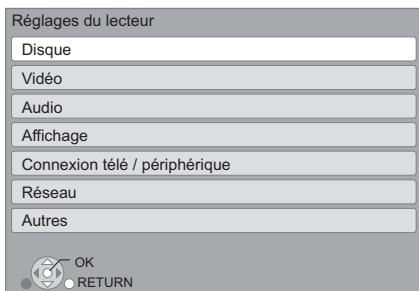 Réglages du lecteur
Disque
Vidéo
Audio
Affichage
Connexion télé / périphérique
Réseau
Autres
OK
RETURN